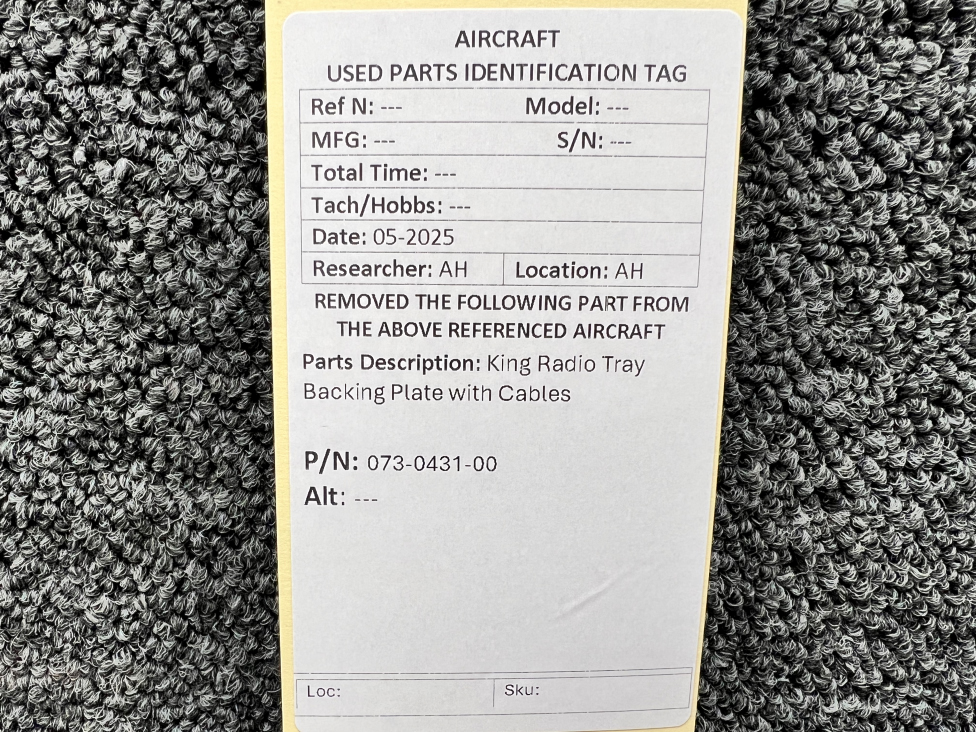 AIRCRAFT
USED PARTS IDENTIFICATION TAG
Ref N: --- Model: ---
MFG: --- S/N: ---
Total Time: ---
Tach/Hobbs: ---
Date: 05-2025
Researcher: AH Location: AH
REMOVED THE FOLLOWING PART FROM
THE ABOVE REFERENCED AIRCRAFT
Parts Description: King Radio Tray
Backing Plate with Cables
P/N: 073-0431-00
Alt: ---
Loc: Sku: